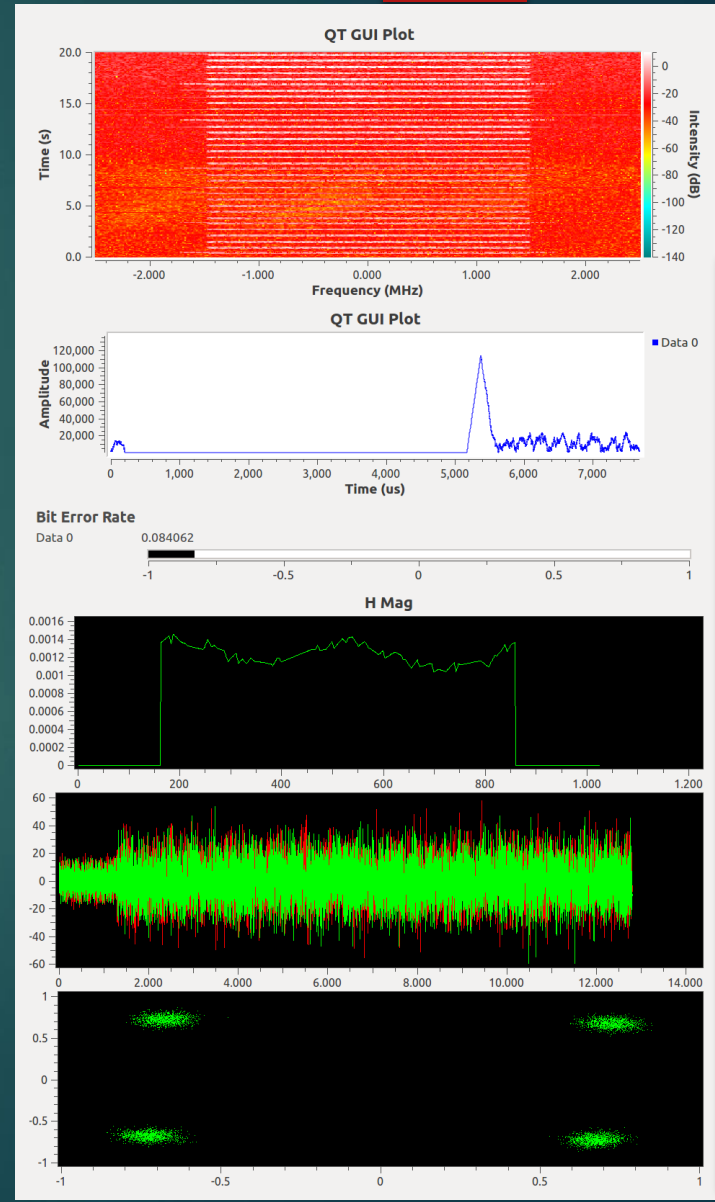 QT GUI Plot
20.0
15.0
10.0
5.0
0.0
Time (s)
-2.000 -1.000 0.000 1.000 2.000
Frequency (MHz)
0
-20
-40
-60
-80
-100
-120
-140
Intensity (dB)
QT GUI Plot
120,000
100,000
80,000
60,000
40,000
20,000
Amplitude
Data 0
0 1,000 2,000 3,000 4,000 5,000 6,000 7,000
Time (us)
Bit Error Rate
Data 0 0.084062
-1 -0.5 0 0.5 1
H Mag
0.0016
0.0014
0.0012
0.001
0.0008
0.0006
0.0004
0.0002
0
0 200 400 600 800 1.000 1.200
60
40
20
0
-20
-40
-60
0 2.000 4.000 6.000 8.000 10.000 12.000 14.000
1
0.5
0
-0.5
-1
-1 -0.5 0 0.5 1